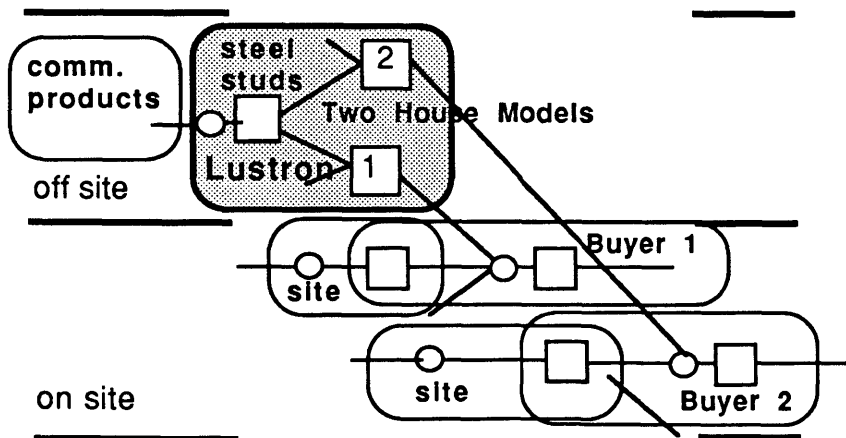 comm.
products
steel
studs
2
Two House Models
Lustron
1
off site
Buyer 1
site
site
Buyer 2
on site